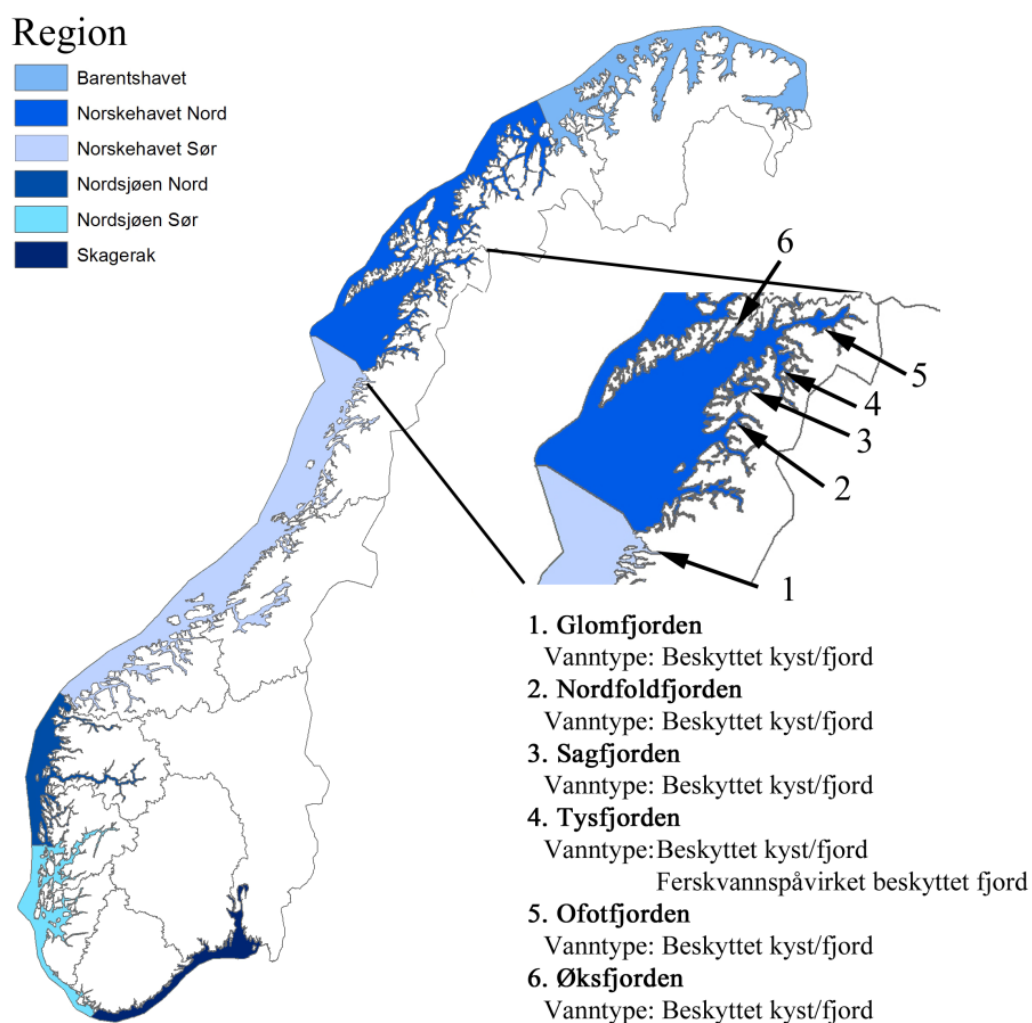 Region
Barentshavet
Norskehavet Nord
Norskehavet Sør
Nordsjøen Nord
Nordsjøen Sør
Skagerak
6
5
4
3
2
1
1. Glomfjorden
Vanntype: Beskyttet kyst/fjord
2. Nordfoldfjorden
Vanntype: Beskyttet kyst/fjord
3. Sagfjorden
Vanntype: Beskyttet kyst/fjord
4. Tysfjorden
Vanntype:Beskyttet kyst/fjord
Ferskvannspåvirket beskyttet fjord
5. Ofotfjorden
Vanntype: Beskyttet kyst/fjord
6. Øksfjorden
Vanntype: Beskyttet kyst/fjord